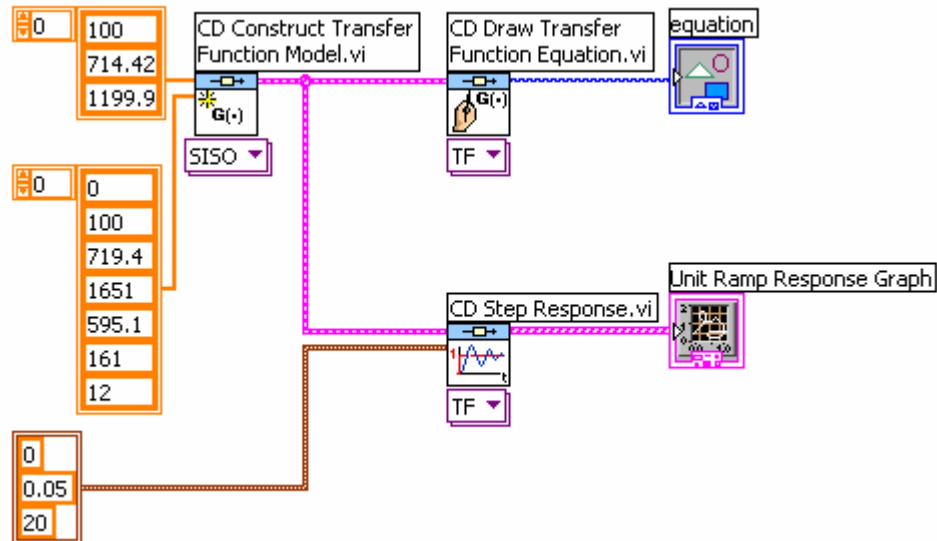 0
100
714.42
1199.9
CD Construct Transfer
Function Model.vi
G(·)
SISO
CD Draw Transfer
Function Equation.vi
G(·)
TF
equation
0
0
100
719.4
1651
595.1
161
12
CD Step Response.vi
1
t
TF
Unit Ramp Response Graph
0
0.05
20